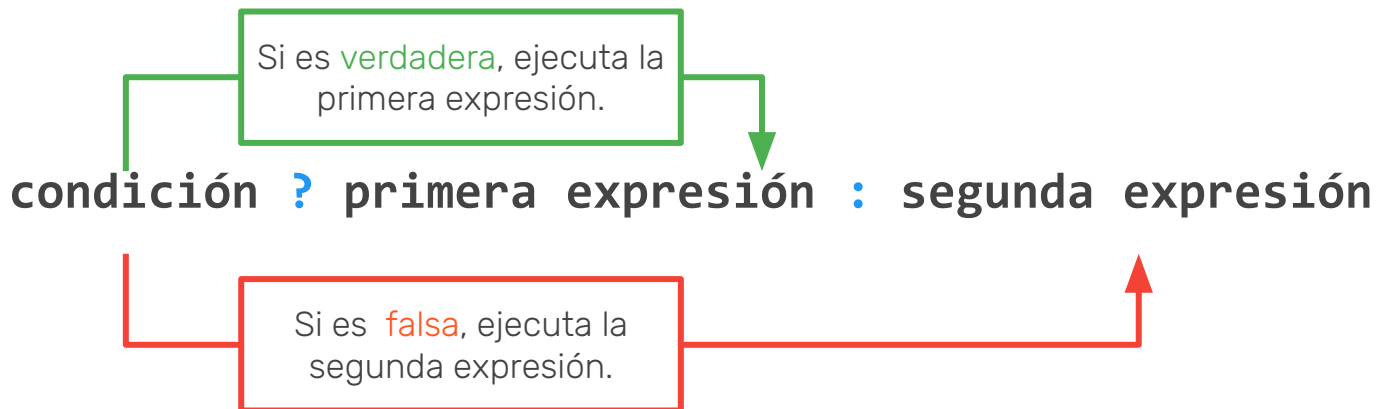 Si es verdadera, ejecuta la
primera expresión.
condición ? primera expresión : segunda expresión
Si es falsa, ejecuta la
segunda expresión.